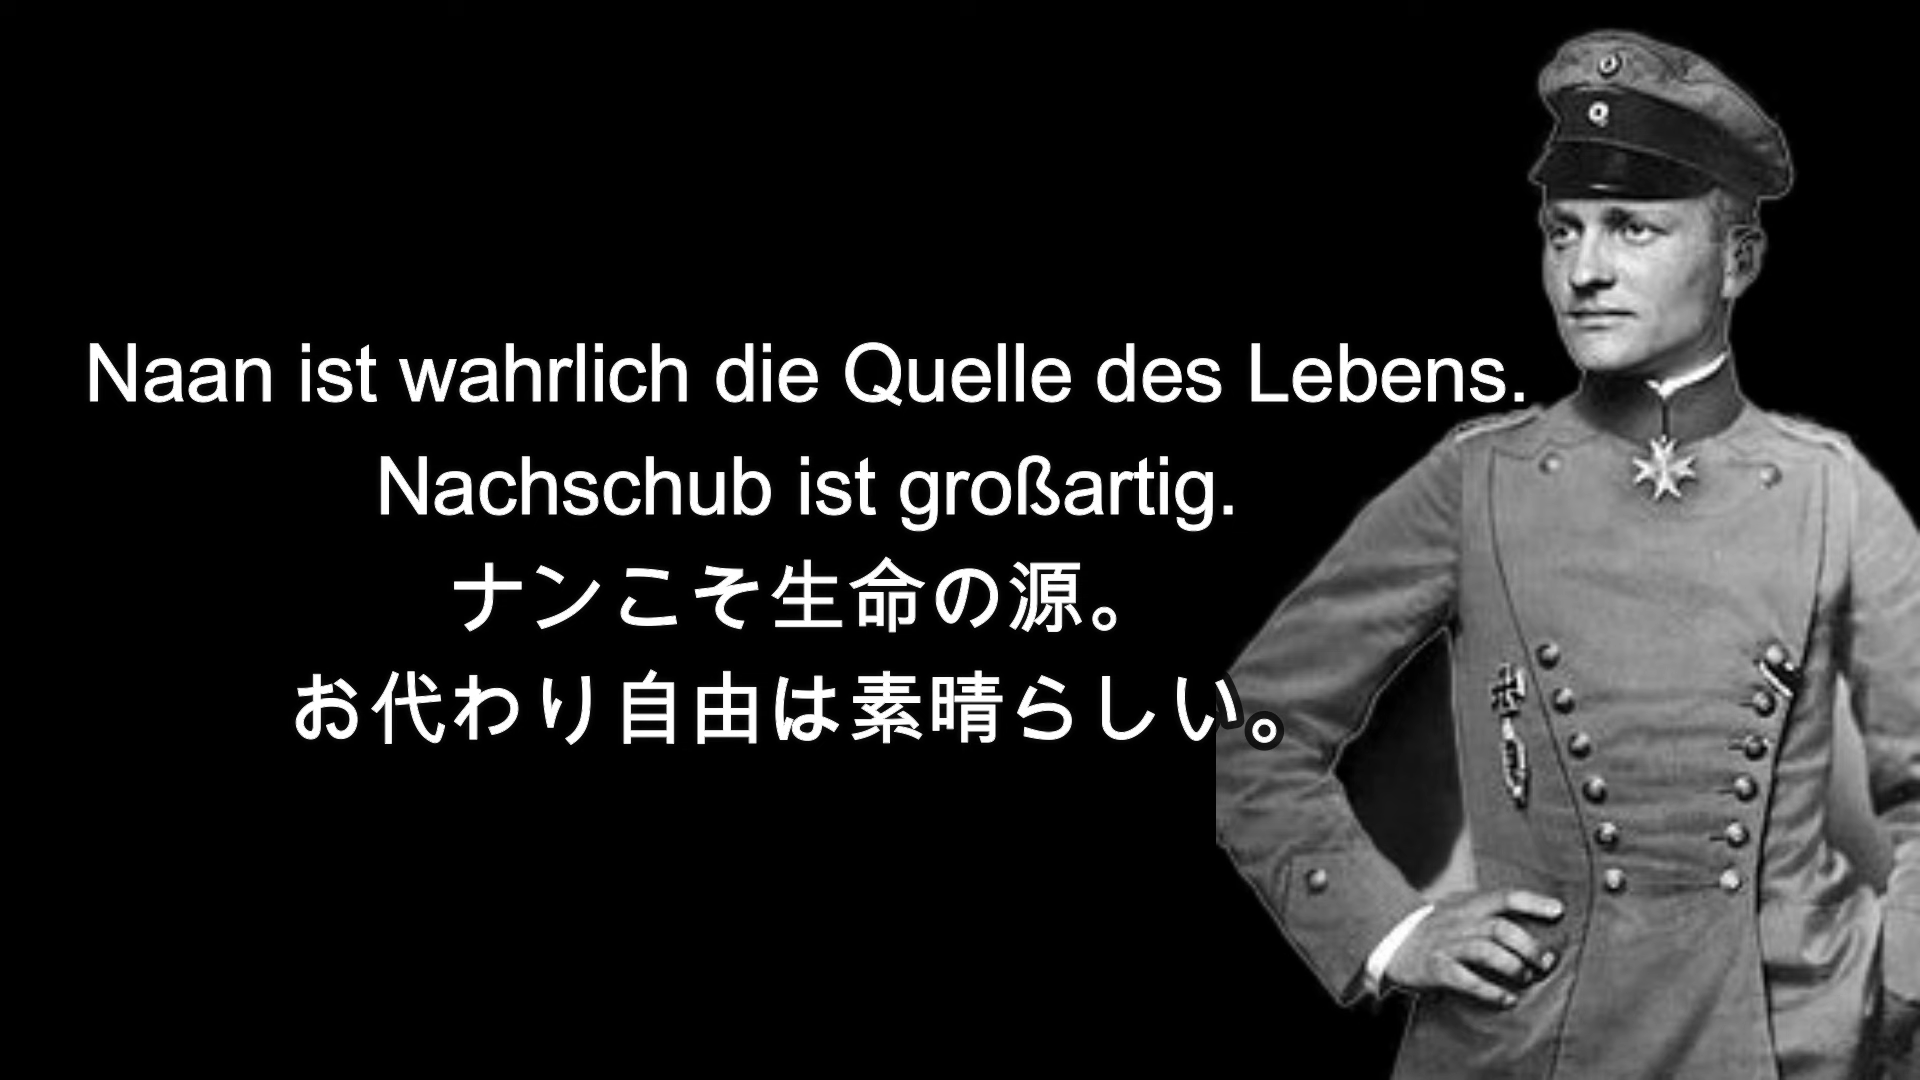 Naan ist wahrlich die Quelle des Lebens.
Nachschub ist großartig.
ナンこそ生命の源。
お代わり自由は素晴らしい。